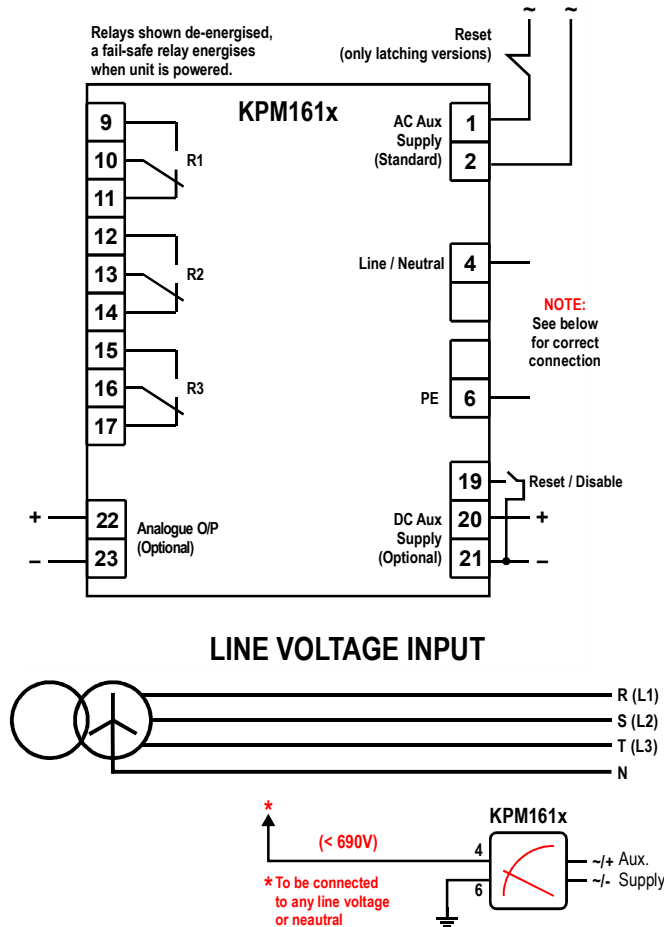 Relays shown de-energised,
a fail-safe relay energises
when unit is powered.
~ ~
Reset
(only latching versions)
KPM161x
9
10
11
R1
12
13
14
R2
15
16
17
R3
+ 22
- 23
Analogue O/P
(Optional)
AC Aux
Supply
(Standard)
1
2
Line / Neutral 4
NOTE:
See below
for correct
connection
PE 6
19 Reset / Disable
DC Aux
Supply
(Optional)
20 +
21 -
LINE VOLTAGE INPUT
R (L1)
S (L2)
T (L3)
N
*
(< 690V)
* To be connected
to any line voltage
or neautral
KPM161x
4
6
~/+ Aux.
~/- Supply